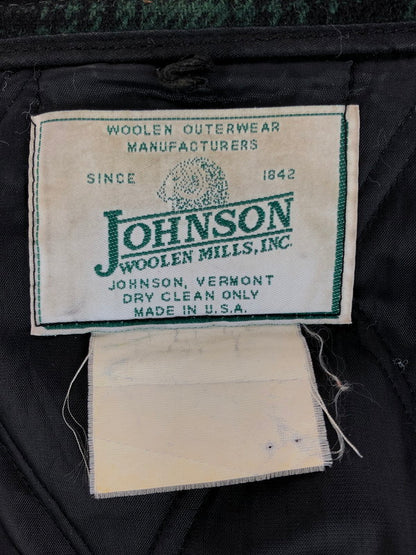 WOOLEN OUTERWEAR
MANUFACTURERS
SINCE 1842
JOHNSON
WOOLEN MILLS, INC.
JOHNSON, VERMONT
DRY CLEAN ONLY
MADE IN U.S.A.